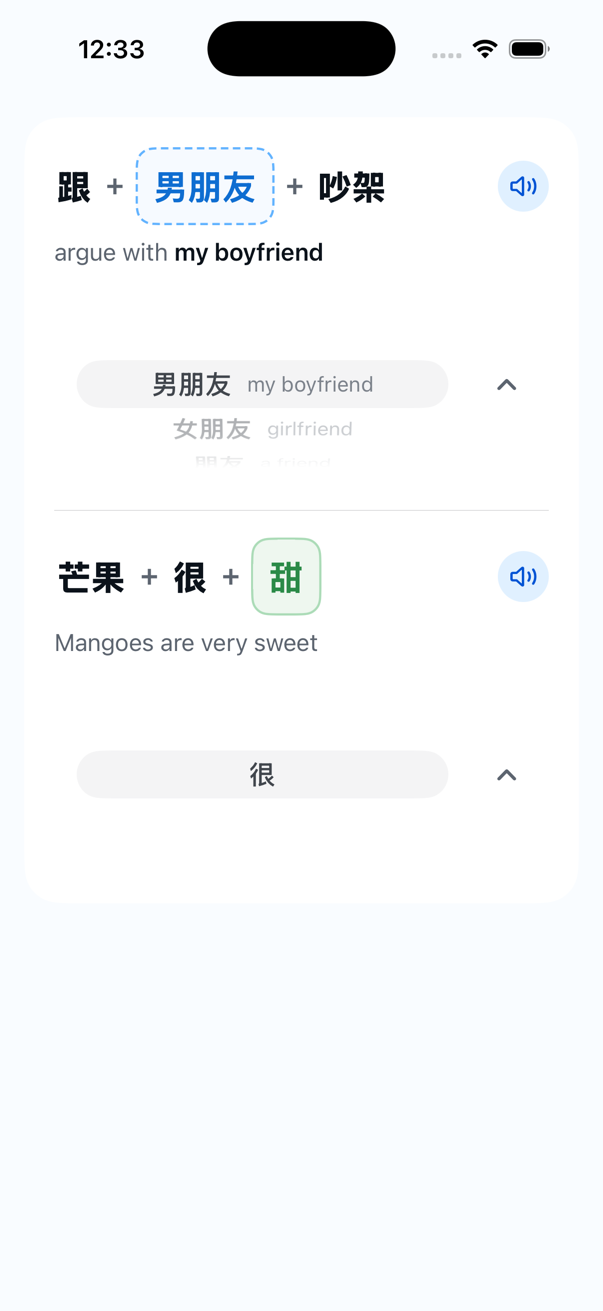 12:33
跟 + 男朋友 + 吵架
argue with my boyfriend
男朋友 my boyfriend
女朋友 girlfriend
芒果 + 很 + 甜
Mangoes are very sweet
很